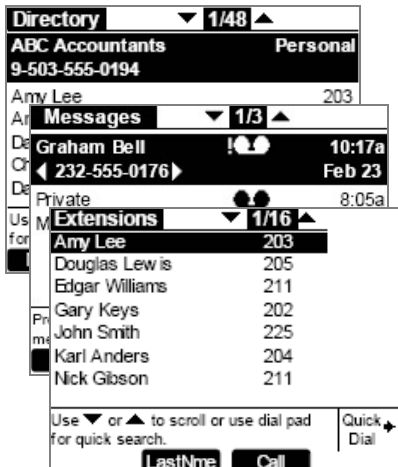 Directory 1/48
ABC Accountants Personal
9-503-555-0194
Amy Lee 203
Messages 1/3
Graham Bell ! 10:17a
232-555-0176 Feb 23
Private 8:05a
Us
for
Extensions 1/16
Amy Lee 203
Douglas Lewis 205
Edgar Williams 211
Gary Keys 202
John Smith 225
Karl Anders 204
Nick Gibson 211
Use ▼ or ▲ to scroll or use dial pad
for quick search.
Quick
Dial
LastNme Call